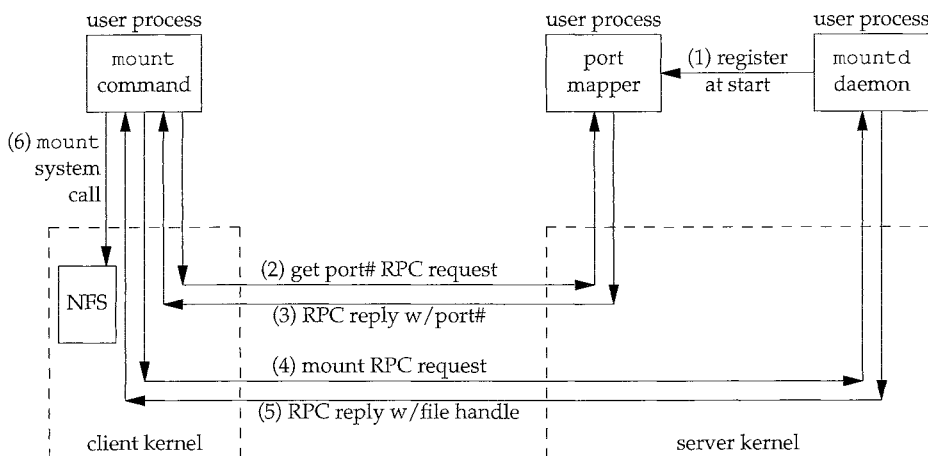 user process
user process
user process
mount
command
port
mapper
(1) register
at start
mountd
daemon
(6) mount
system
call
NFS
(2) get port# RPC request
(3) RPC reply w/port#
(4) mount RPC request
(5) RPC reply w/file handle
client kernel
server kernel